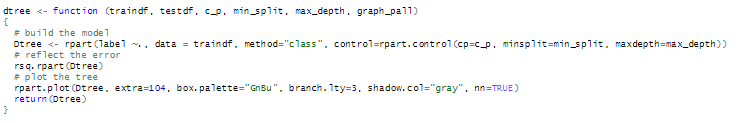 dtree <- function (traindf, testdf, c_p, min_split, max_depth, graph_pall)
{
# build the model
Dtree <- rpart(label ~., data = traindf, method="class", control=rpart.control(cp=c_p, minsplit=min_split, maxdepth=max_depth))
# reflect the error
rsq.rpart(Dtree)
# plot the tree
rpart.plot(Dtree, extra=104, box.palette="GnBu", branch.lty=3, shadow.col="gray", nn=TRUE)
return(Dtree)
}